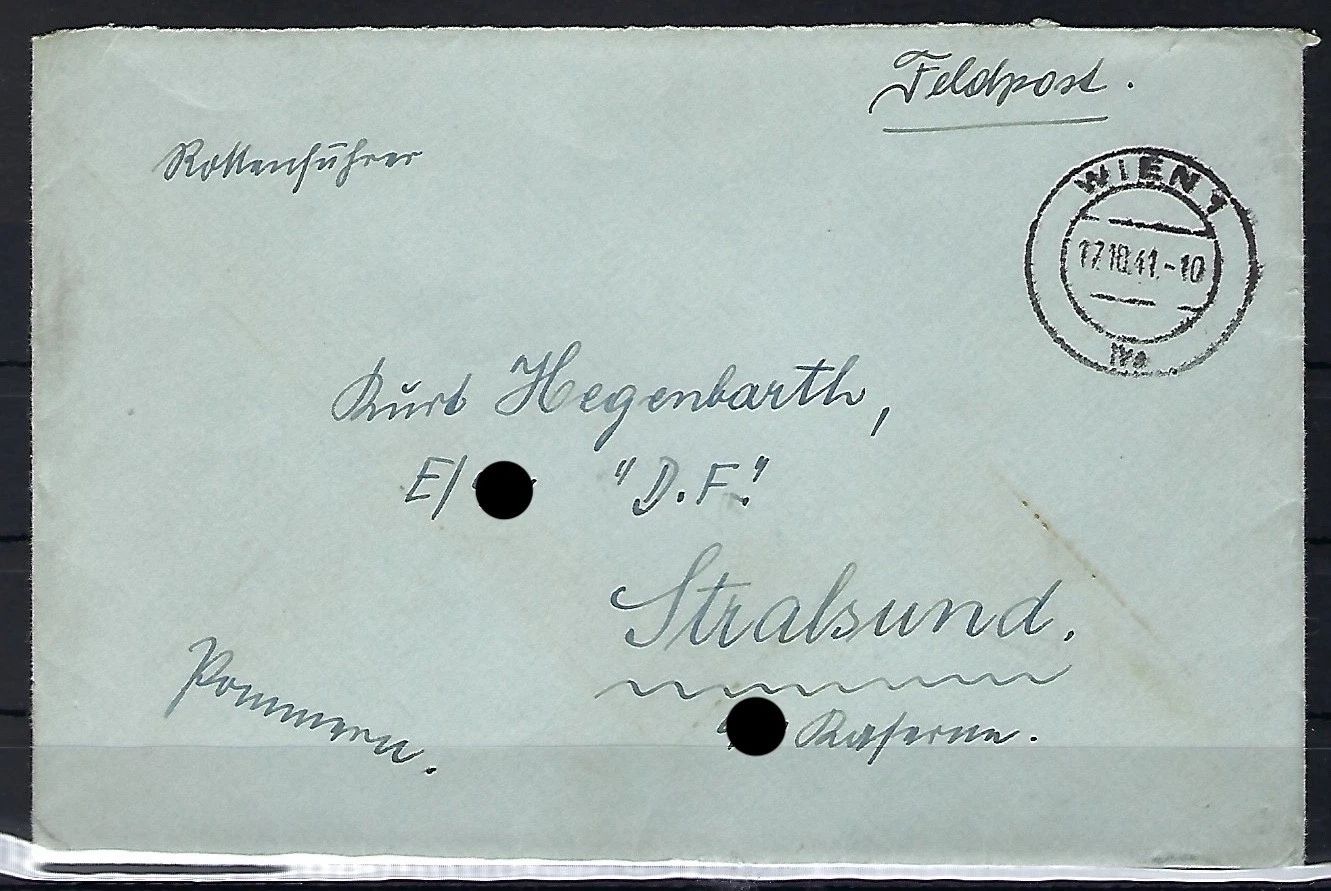 Feldpost.
Rottenführer
WIEN 1
17.10.41.-10
Kurt Hegenbarth,
E/ "D.F."
Stralsund.
Kaserne.
Pommern.